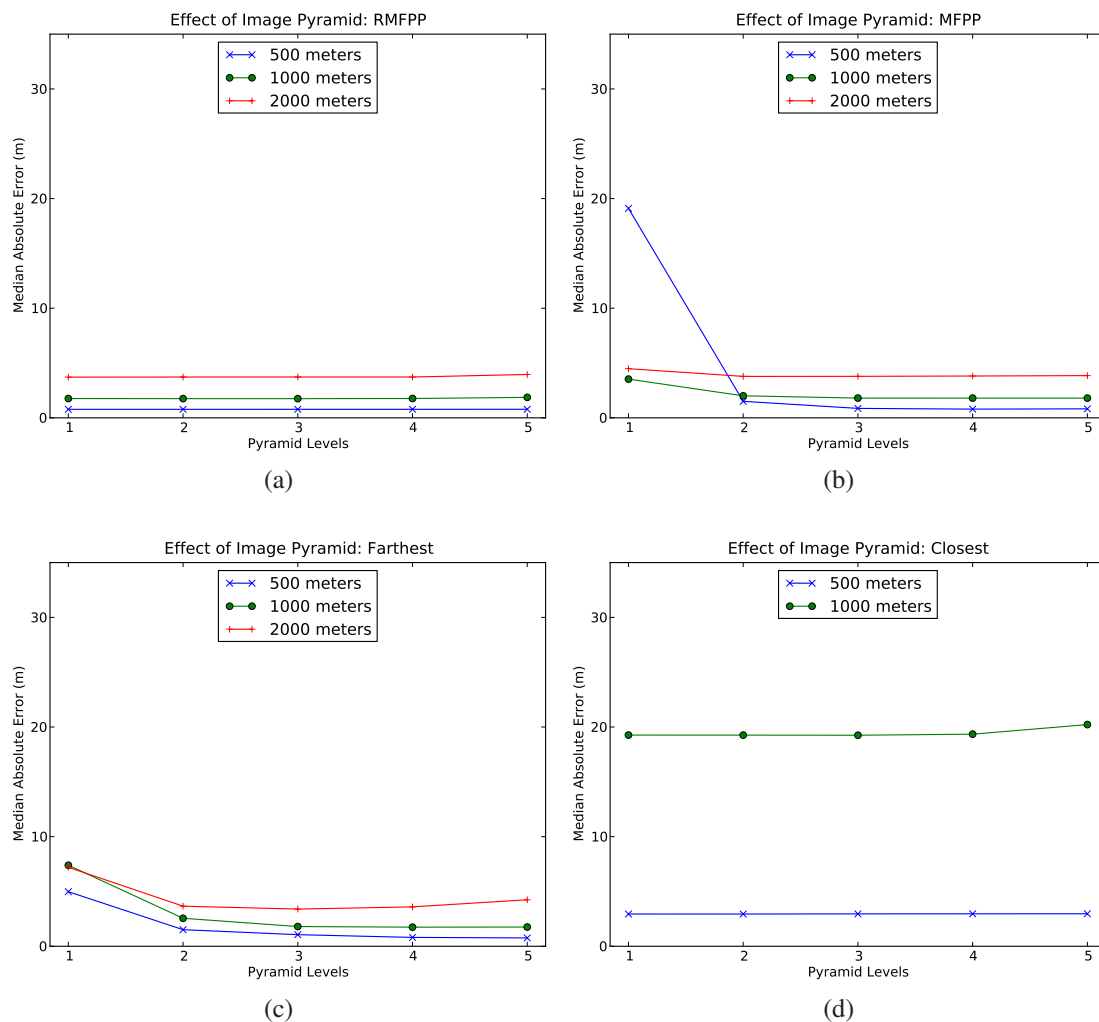 Effect of Image Pyramid: RMFPP
500 meters
1000 meters
2000 meters
Median Absolute Error (m)
30
20
10
0
1 2 3 4 5
Pyramid Levels
(a)
Effect of Image Pyramid: MFPP
500 meters
1000 meters
2000 meters
Median Absolute Error (m)
30
20
10
0
1 2 3 4 5
Pyramid Levels
(b)
Effect of Image Pyramid: Farthest
500 meters
1000 meters
2000 meters
Median Absolute Error (m)
30
20
10
0
1 2 3 4 5
Pyramid Levels
(c)
Effect of Image Pyramid: Closest
500 meters
1000 meters
Median Absolute Error (m)
30
20
10
0
1 2 3 4 5
Pyramid Levels
(d)